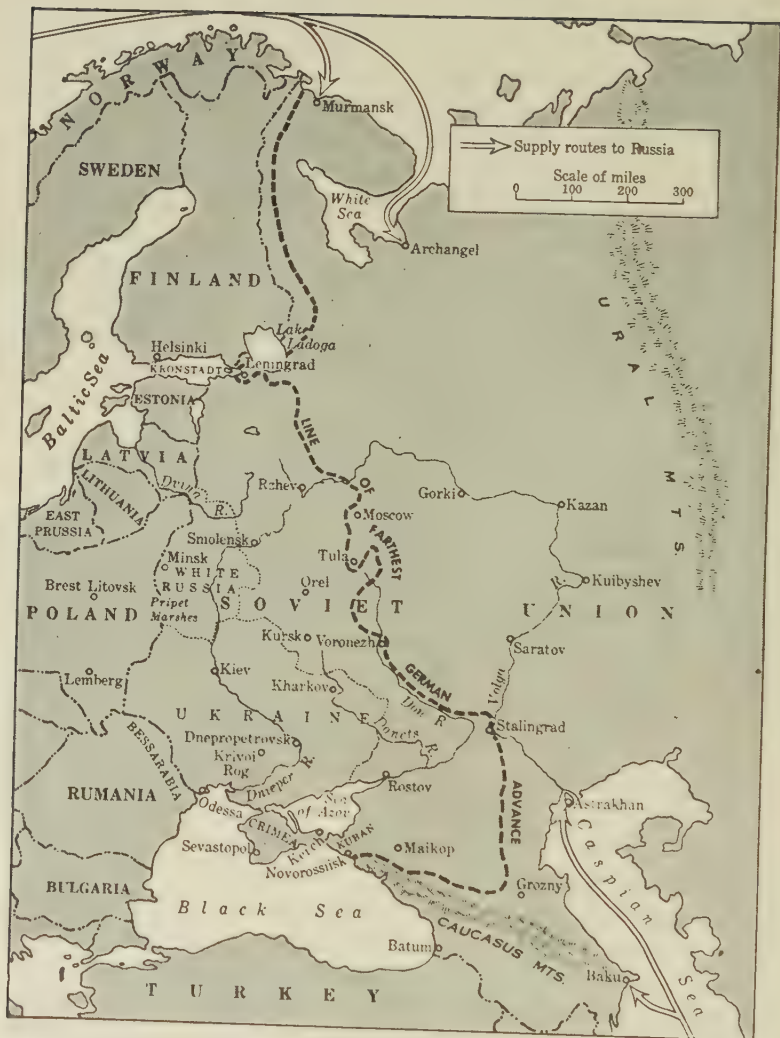 NORWAY
Murmansk
SWEDEN
Supply routes to Russia
Scale of miles
0 100 200 300
White
Sea
Archangel
FINLAND
URAL MTS.
Lake
Ladoga
Helsinki
KRONSTADT
Leningrad
Baltic Sea
ESTONIA
LINE OF FARTHEST GERMAN ADVANCE
LATVIA
LITHUANIA
Dvina
R.
Rzhev
Gorki
Kazan
EAST
PRUSSIA
Moscow
Smolensk
Tula
Minsk
WHITE
RUSSIA
R.
Kuibyshev
Brest Litovsk
Orel
POLAND
Pripet
Marshes
SOVIET UNION
Kursk
Voronezh
Saratov
Lemberg
Kiev
Kharkov
Volga
Don R.
UKRAINE
Donets R.
Stalingrad
BESSARABIA
Dnepropetrovsk
Krivoi
Rog
Dnieper R.
Rostov
RUMANIA
Odessa
Sea
of Azov
Astrakhan
CRIMEA
Kerch
KUBAN
Sevastopol
Maikop
Novorossiisk
BULGARIA
Grozny
Black Sea
CAUCASUS MTS.
Caspian Sea
Batum
Baku
TURKEY